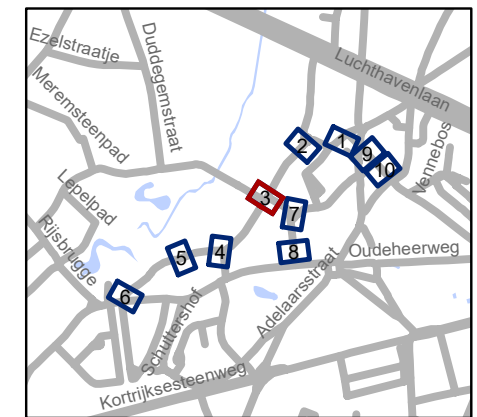 Ezelstraatje
Duddegemstraat
Luchthavenlaan
Meremsteenpad
Vennebos
Lepelpad
Rijsbrugge
Oudeheerweg
Adelaarsstraat
Schuttershof
Kortrijksesteenweg
1
2
9
10
3
7
4
8
5
6